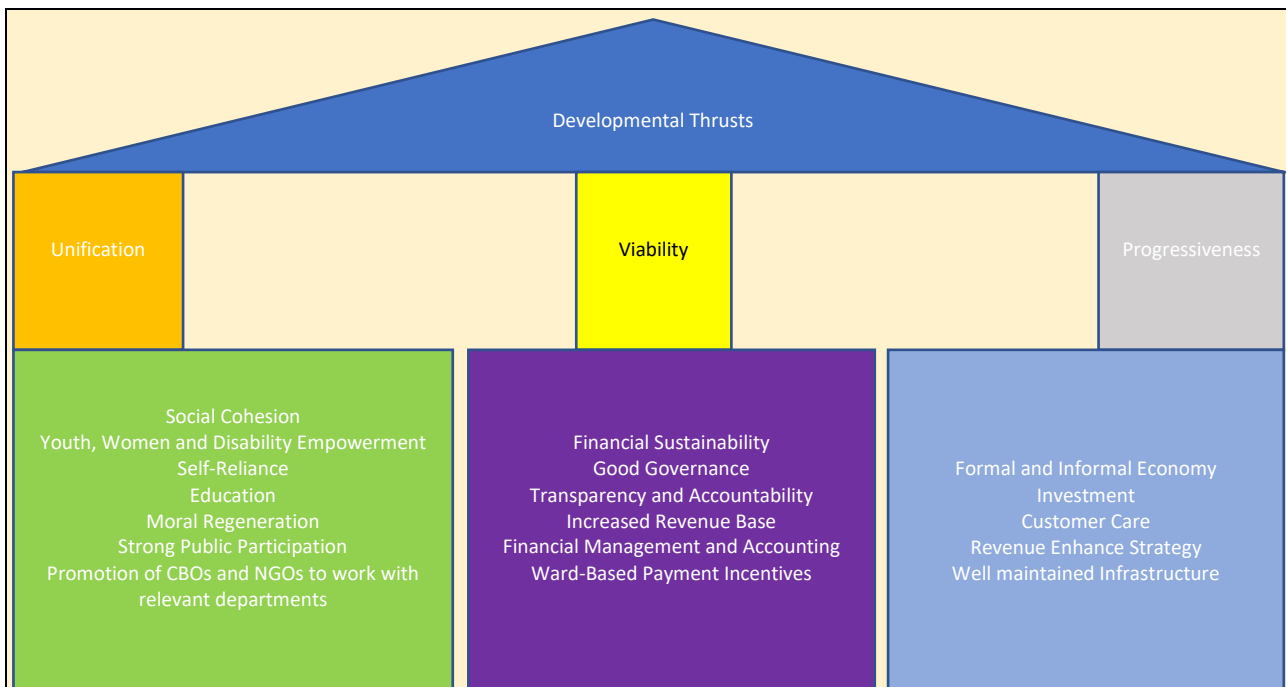 Developmental Thrusts
Unification
Viability
Progressiveness
Social Cohesion
Youth, Women and Disability Empowerment
Self-Reliance
Education
Moral Regeneration
Strong Public Participation
Promotion of CBOs and NGOs to work with
relevant departments
Financial Sustainability
Good Governance
Transparency and Accountability
Increased Revenue Base
Financial Management and Accounting
Ward-Based Payment Incentives
Formal and Informal Economy
Investment
Customer Care
Revenue Enhance Strategy
Well maintained Infrastructure